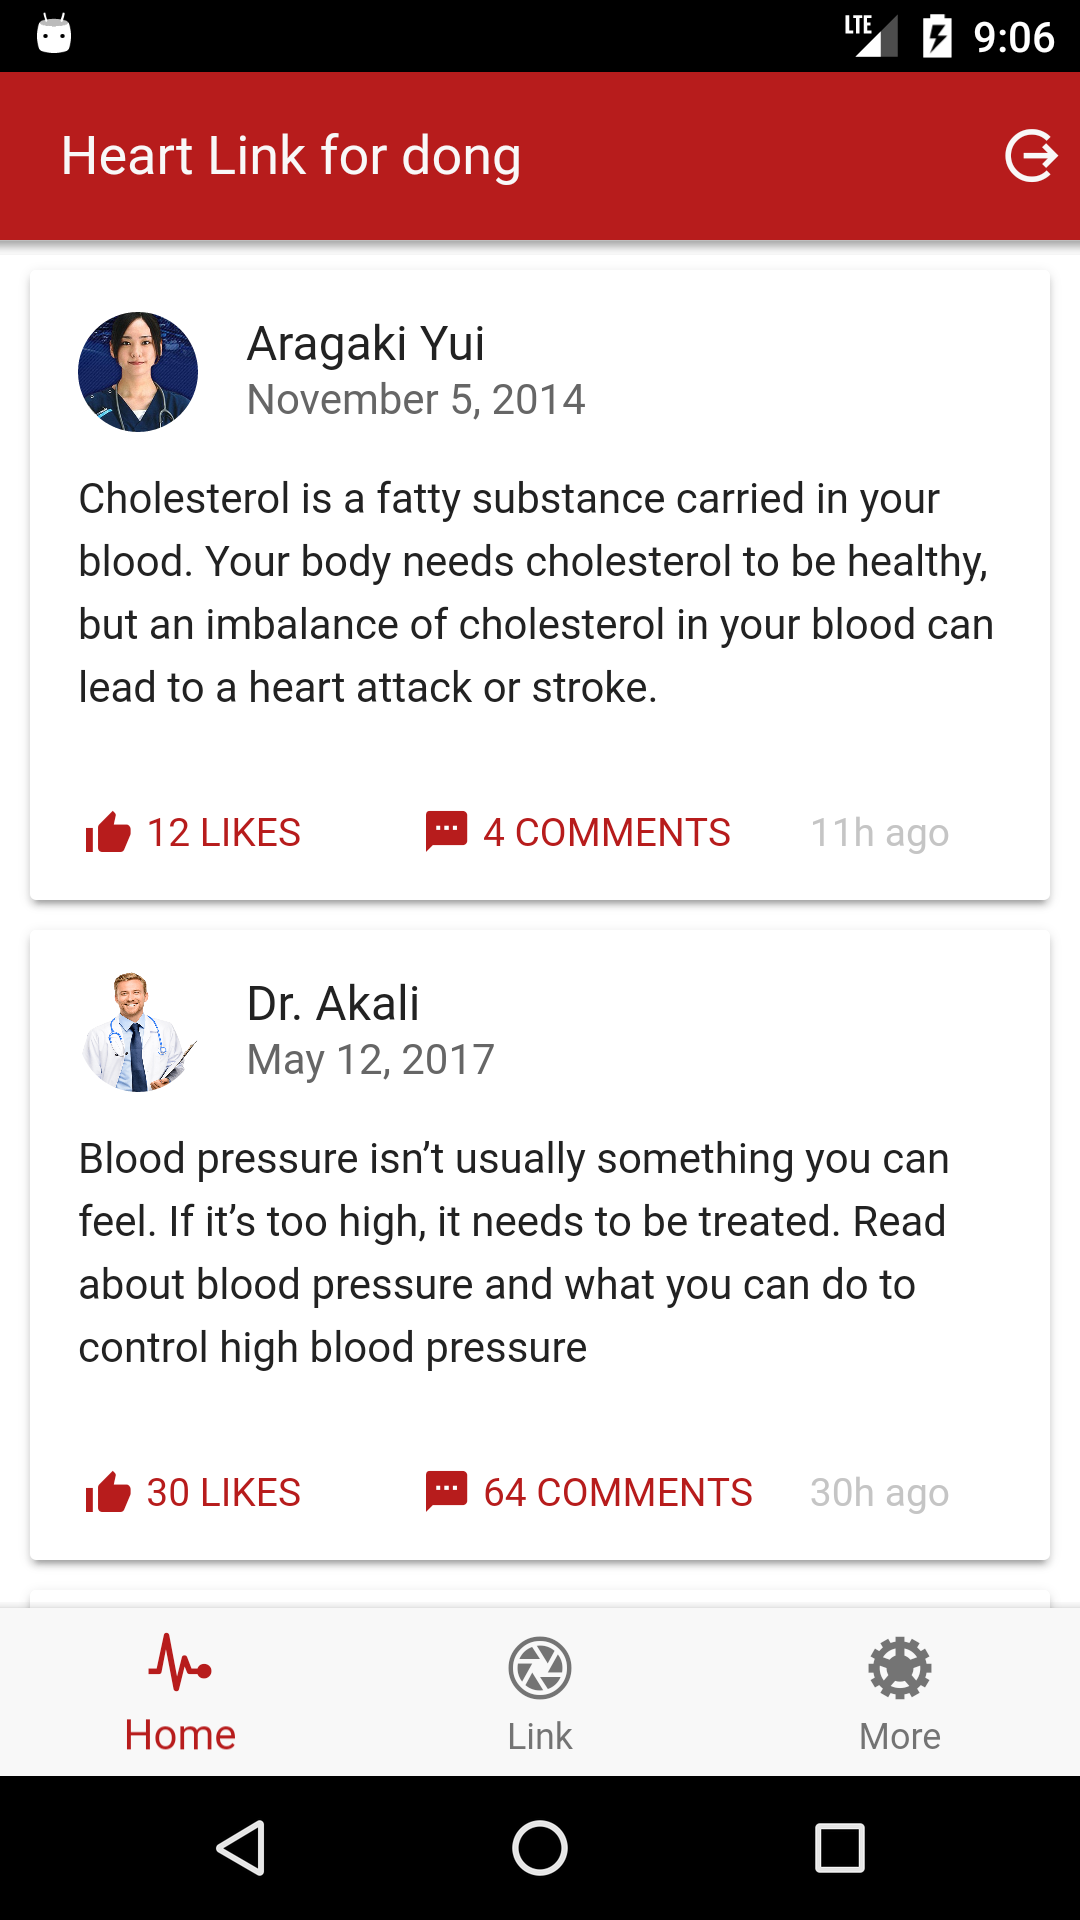 LTE 9:06
Heart Link for dong
Aragaki Yui
November 5, 2014
Cholesterol is a fatty substance carried in your
blood. Your body needs cholesterol to be healthy,
but an imbalance of cholesterol in your blood can
lead to a heart attack or stroke.
12 LIKES 4 COMMENTS 11h ago
Dr. Akali
May 12, 2017
Blood pressure isn’t usually something you can
feel. If it’s too high, it needs to be treated. Read
about blood pressure and what you can do to
control high blood pressure
30 LIKES 64 COMMENTS 30h ago
Home Link More